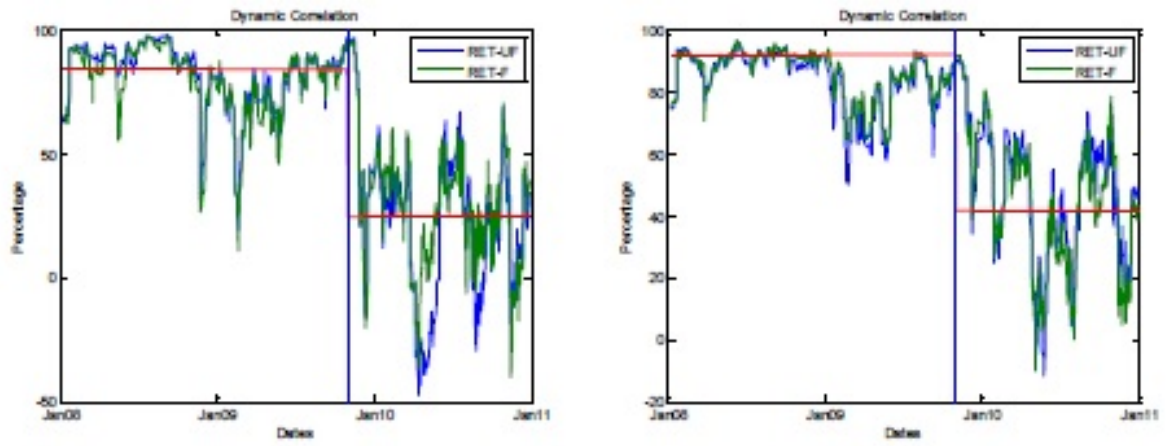 Dynamic Correlation
RET-UF
RET-F
Percentage
100
50
0
-50
Jan08
Jan09
Jan10
Jan11
Dates
Dynamic Correlation
RET-UF
RET-F
Percentage
100
80
60
40
20
0
-20
Jan08
Jan09
Jan10
Jan11
Dates